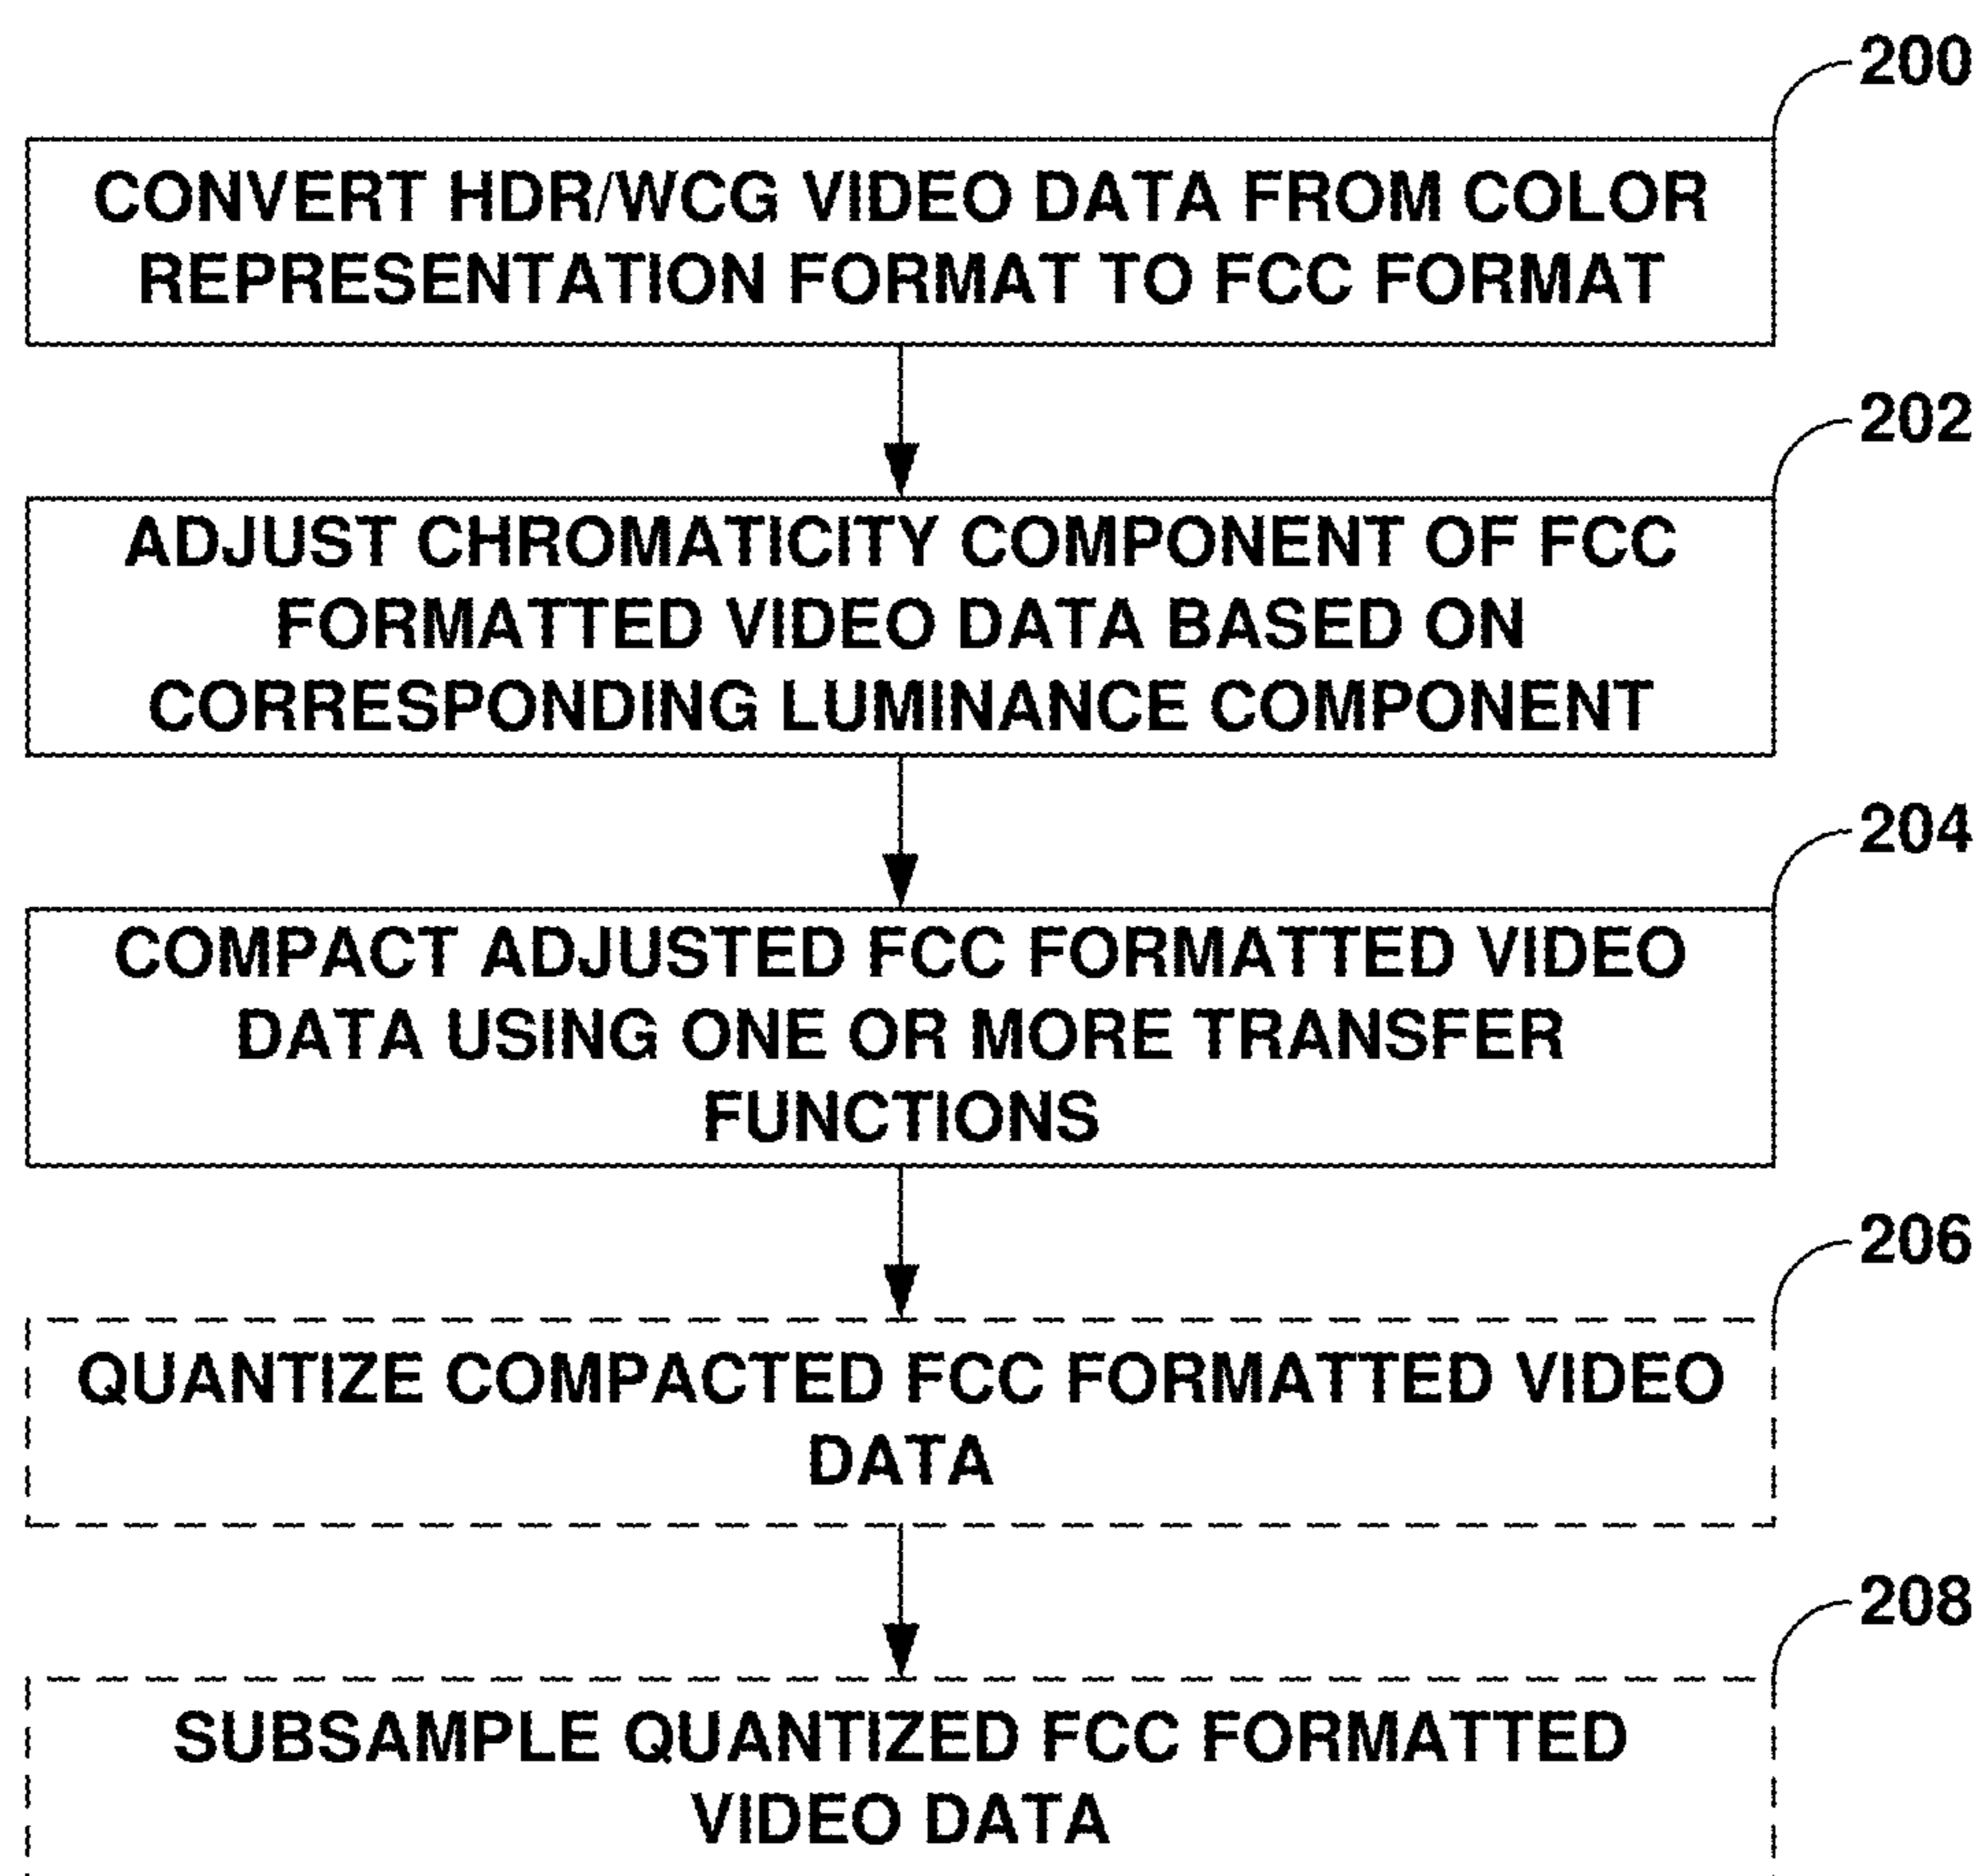 200
CONVERT HDR/WCG VIDEO DATA FROM COLOR
REPRESENTATION FORMAT TO FCC FORMAT
202
ADJUST CHROMATICITY COMPONENT OF FCC
FORMATTED VIDEO DATA BASED ON
CORRESPONDING LUMINANCE COMPONENT
204
COMPACT ADJUSTED FCC FORMATTED VIDEO
DATA USING ONE OR MORE TRANSFER
FUNCTIONS
206
QUANTIZE COMPACTED FCC FORMATTED VIDEO
DATA
208
SUBSAMPLE QUANTIZED FCC FORMATTED
VIDEO DATA